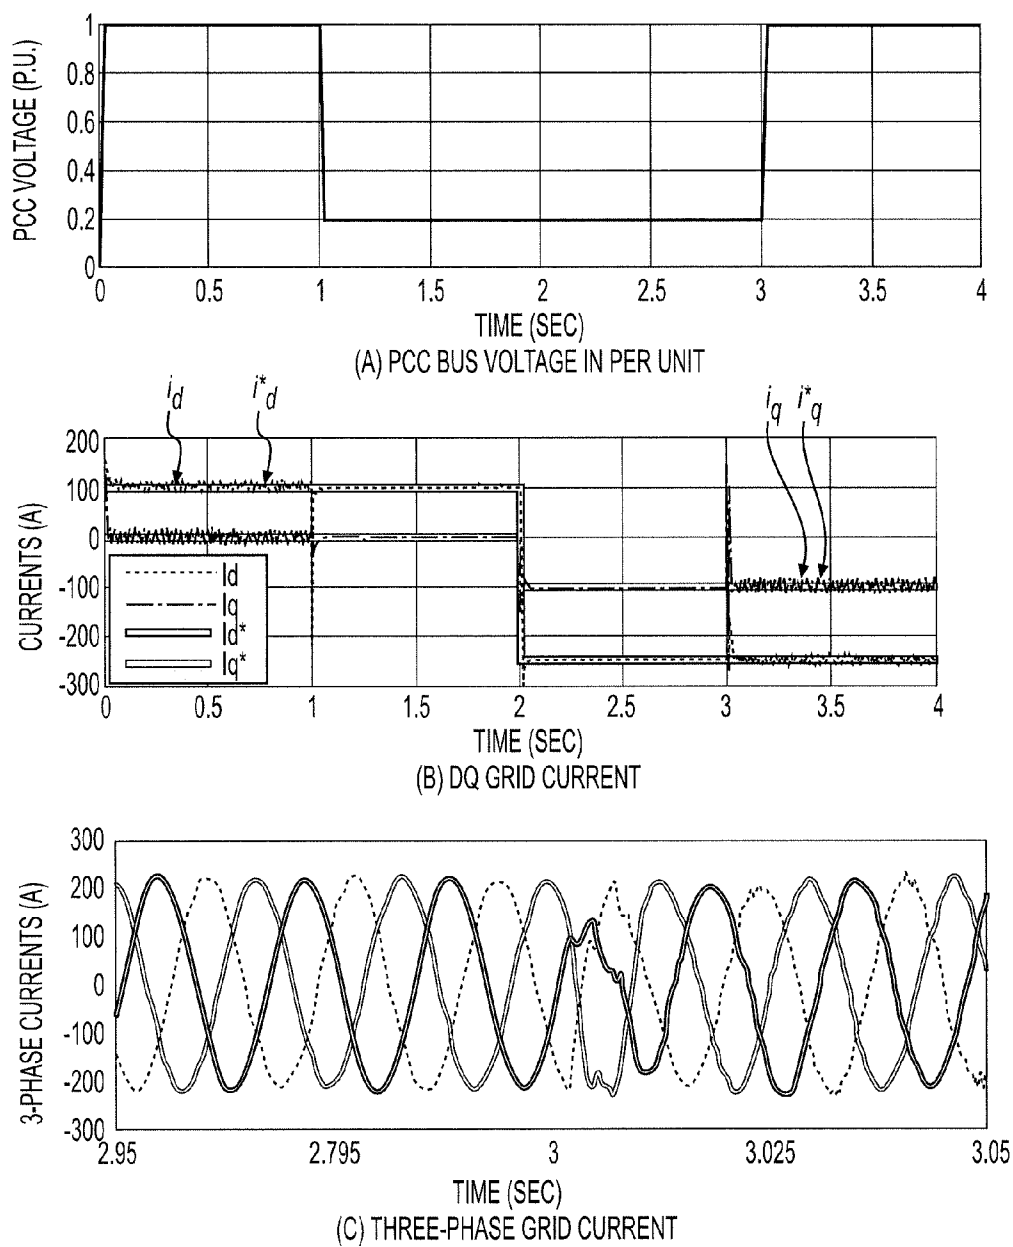 PCC VOLTAGE (P.U.)
1
0.8
0.6
0.4
0.2
0
0 0.5 1 1.5 2 2.5 3 3.5 4
TIME (SEC)
(A) PCC BUS VOLTAGE IN PER UNIT
i_d i*_d i_q i*_q
CURRENTS (A)
200
100
0
-100
-200
-300
Id
Iq
Id*
Iq*
0 0.5 1 1.5 2 2.5 3 3.5 4
TIME (SEC)
(B) DQ GRID CURRENT
3-PHASE CURRENTS (A)
300
200
100
0
-100
-200
-300
2.95 2.795 3 3.025 3.05
TIME (SEC)
(C) THREE-PHASE GRID CURRENT